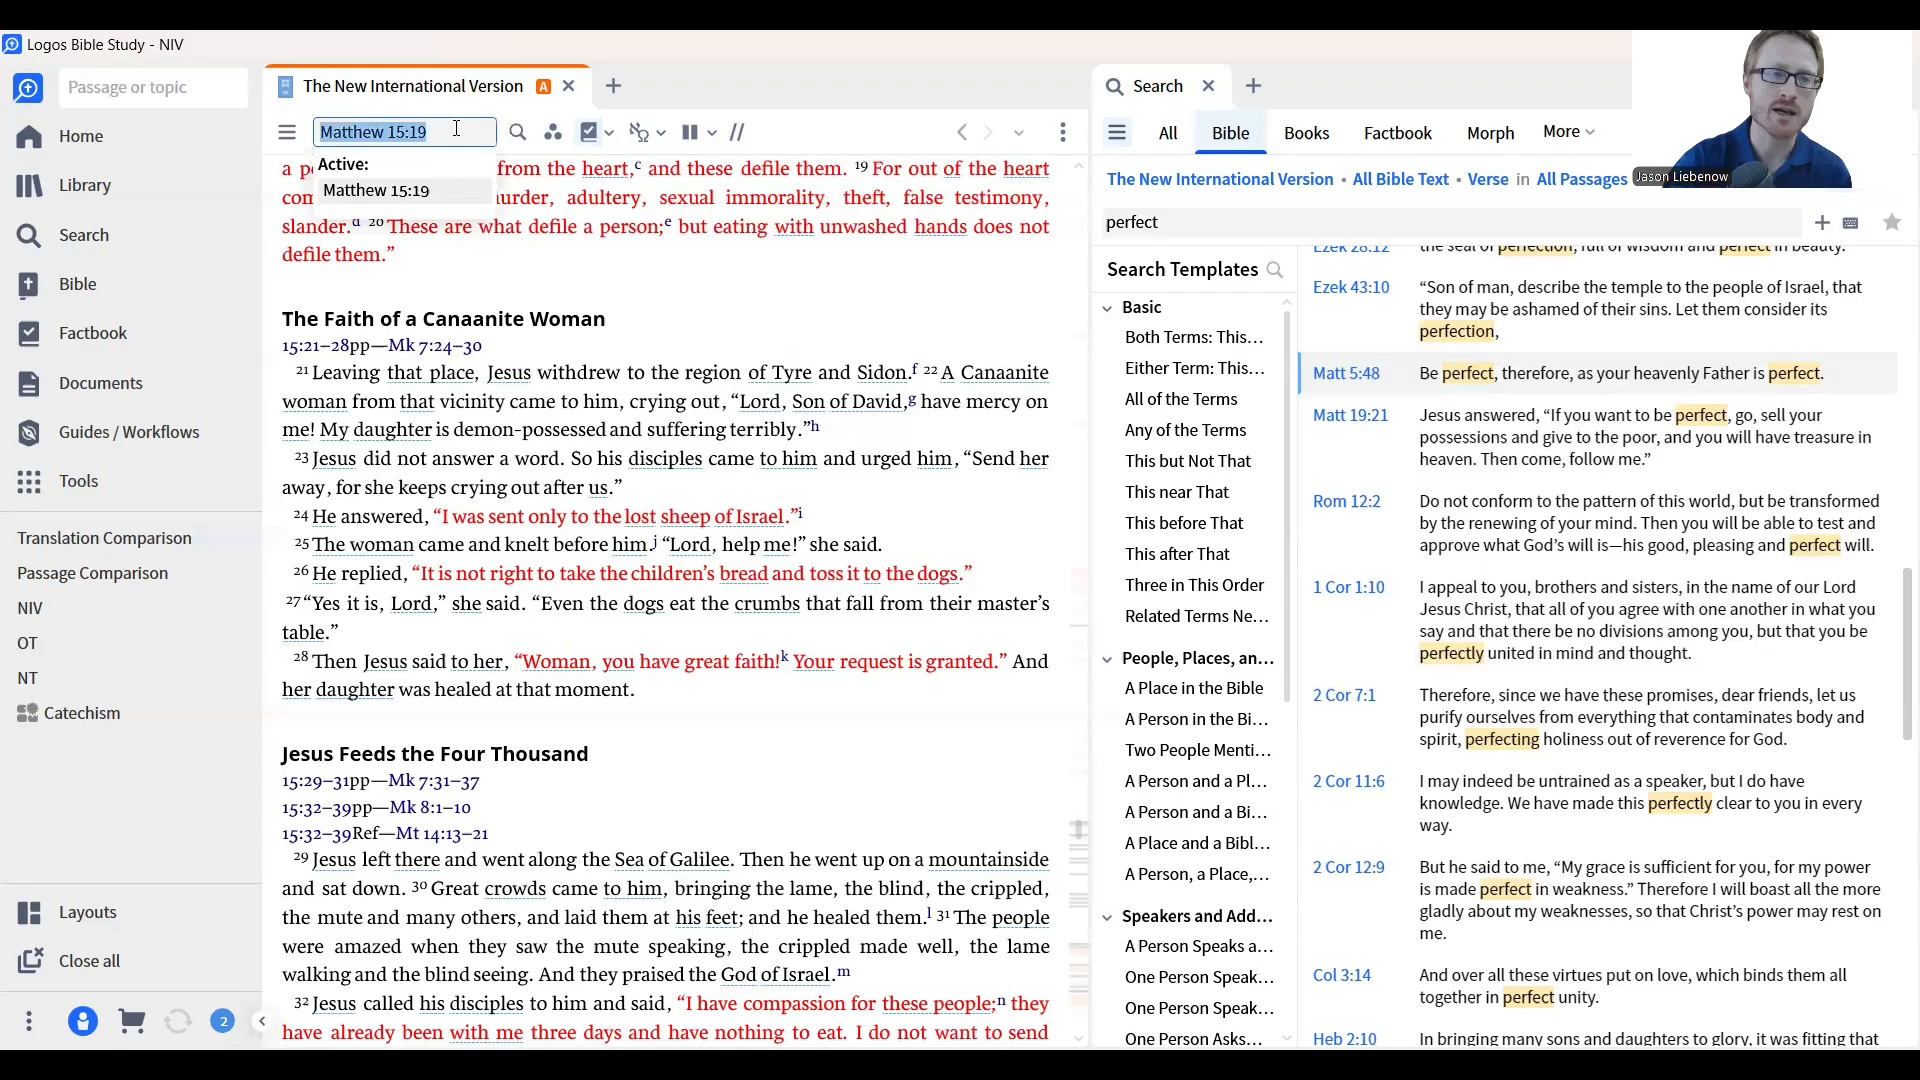 Logos Bible Study - NIV
Passage or topic
Home
Library
Search
Bible
Factbook
Documents
Guides / Workflows
Tools
Translation Comparison
Passage Comparison
NIV
OT
NT
Catechism
Layouts
Close all
2
The New International Version A
Matthew 15:19
Active:
Matthew 15:19
from the heart,c and these defile them. 19 For out of the heart
murder, adultery, sexual immorality, theft, false testimony,
slander.d 20 These are what defile a person;e but eating with unwashed hands does not
defile them.”
The Faith of a Canaanite Woman
15:21–28pp—Mk 7:24–30
21 Leaving that place, Jesus withdrew to the region of Tyre and Sidon.f 22 A Canaanite
woman from that vicinity came to him, crying out, “Lord, Son of David,g have mercy on
me! My daughter is demon-possessed and suffering terribly.”h
23 Jesus did not answer a word. So his disciples came to him and urged him, “Send her
away, for she keeps crying out after us.”
24 He answered, “I was sent only to the lost sheep of Israel.”i
25 The woman came and knelt before him.j “Lord, help me!” she said.
26 He replied, “It is not right to take the children’s bread and toss it to the dogs.”
27 “Yes it is, Lord,” she said. “Even the dogs eat the crumbs that fall from their master’s
table.”
28 Then Jesus said to her, “Woman, you have great faith!k Your request is granted.” And
her daughter was healed at that moment.
Jesus Feeds the Four Thousand
15:29–31pp—Mk 7:31–37
15:32–39pp—Mk 8:1–10
15:32–39Ref—Mt 14:13–21
29 Jesus left there and went along the Sea of Galilee. Then he went up on a mountainside
and sat down. 30 Great crowds came to him, bringing the lame, the blind, the crippled,
the mute and many others, and laid them at his feet; and he healed them.l 31 The people
were amazed when they saw the mute speaking, the crippled made well, the lame
walking and the blind seeing. And they praised the God of Israel.m
32 Jesus called his disciples to him and said, “I have compassion for these people;n they
have already been with me three days and have nothing to eat. I do not want to send
Search
All Bible Books Factbook Morph More
The New International Version • All Bible Text • Verse in All Passages
Jason Liebenow
perfect
Search Templates
Basic
Both Terms: This…
Either Term: This…
All of the Terms
Any of the Terms
This but Not That
This near That
This before That
This after That
Three in This Order
Related Terms Ne…
People, Places, an…
A Place in the Bible
A Person in the Bi…
Two People Menti…
A Person and a Pl…
A Person and a Bi…
A Place and a Bibl…
A Person, a Place,…
Speakers and Add…
A Person Speaks a…
One Person Speak…
One Person Speak…
One Person Asks…
Ezek 28:12 the seal of perfection, full of wisdom and perfect in beauty.
Ezek 43:10 “Son of man, describe the temple to the people of Israel, that
they may be ashamed of their sins. Let them consider its
perfection,
Matt 5:48 Be perfect, therefore, as your heavenly Father is perfect.
Matt 19:21 Jesus answered, “If you want to be perfect, go, sell your
possessions and give to the poor, and you will have treasure in
heaven. Then come, follow me.”
Rom 12:2 Do not conform to the pattern of this world, but be transformed
by the renewing of your mind. Then you will be able to test and
approve what God’s will is—his good, pleasing and perfect will.
1 Cor 1:10 I appeal to you, brothers and sisters, in the name of our Lord
Jesus Christ, that all of you agree with one another in what you
say and that there be no divisions among you, but that you be
perfectly united in mind and thought.
2 Cor 7:1 Therefore, since we have these promises, dear friends, let us
purify ourselves from everything that contaminates body and
spirit, perfecting holiness out of reverence for God.
2 Cor 11:6 I may indeed be untrained as a speaker, but I do have
knowledge. We have made this perfectly clear to you in every
way.
2 Cor 12:9 But he said to me, “My grace is sufficient for you, for my power
is made perfect in weakness.” Therefore I will boast all the more
gladly about my weaknesses, so that Christ’s power may rest on
me.
Col 3:14 And over all these virtues put on love, which binds them all
together in perfect unity.
Heb 2:10 In bringing many sons and daughters to glory, it was fitting that